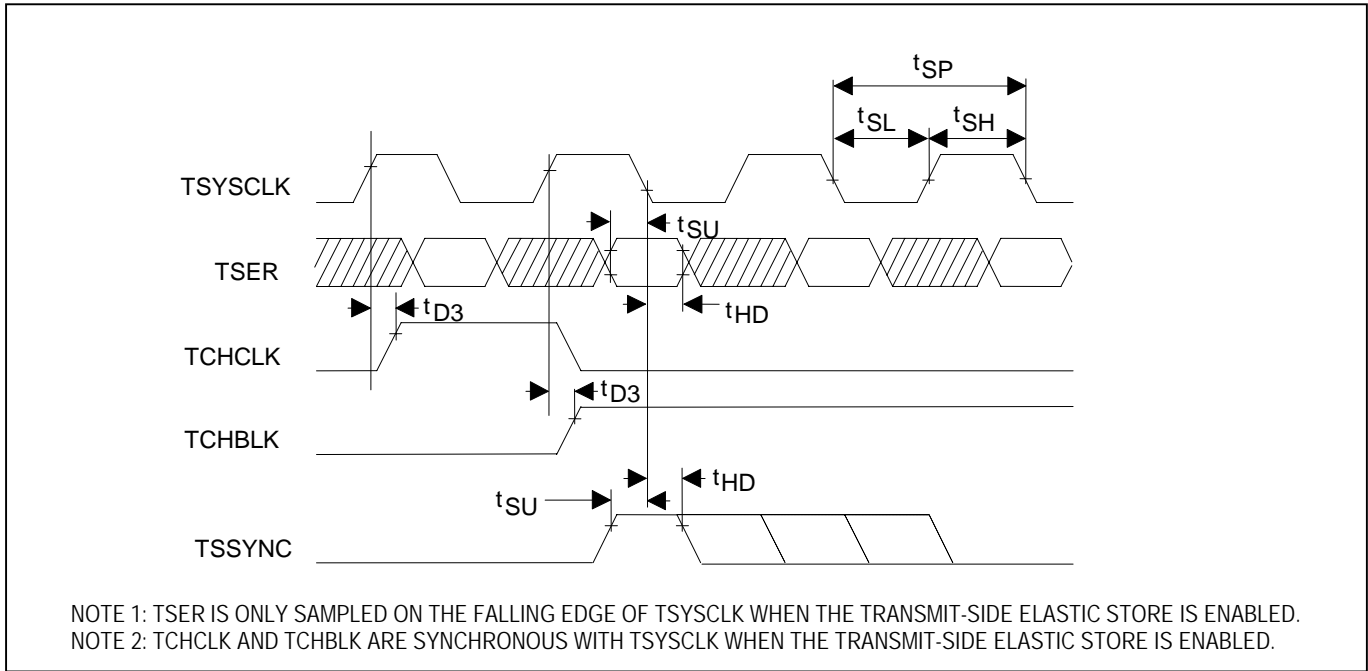 tSP
tSL tSH
TSYSCLK
tSU
TSER
tD3 tHD
TCHCLK
tD3
TCHBLK
tHD
tSU
TSSYNC
NOTE 1: TSER IS ONLY SAMPLED ON THE FALLING EDGE OF TSYSCLK WHEN THE TRANSMIT-SIDE ELASTIC STORE IS ENABLED.
NOTE 2: TCHCLK AND TCHBLK ARE SYNCHRONOUS WITH TSYSCLK WHEN THE TRANSMIT-SIDE ELASTIC STORE IS ENABLED.